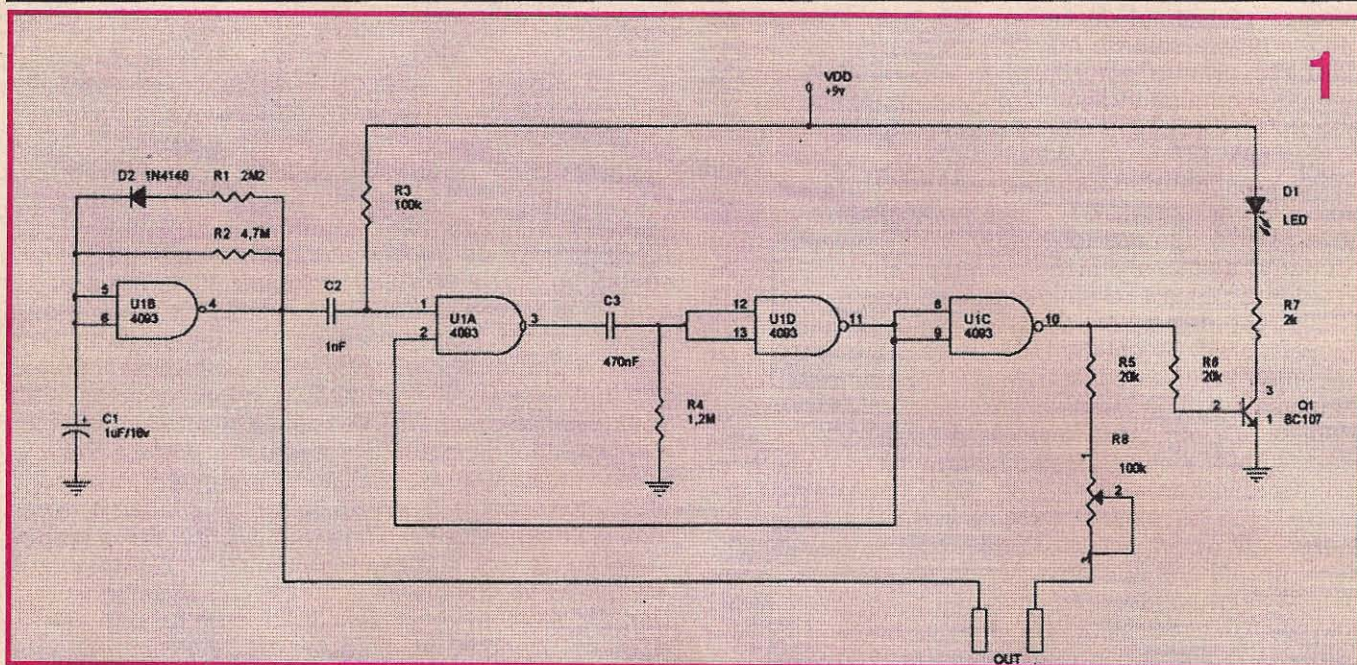 1
VDD
+9v
D2 1N4148 R1 2M2
R2 4,7M
R3
100k
D1
LED
5
6
U1B
4093
4
C2
1nF
1
2
U1A
4093
3
C3
470nF
12
13
U1D
4093
11
8
9
U1C
4093
10
R7
2k
R5
20k
R6
20k
3
2
1
Q1
BC107
C1
1uF/16v
R4
1,2M
R8
100k
2
OUT